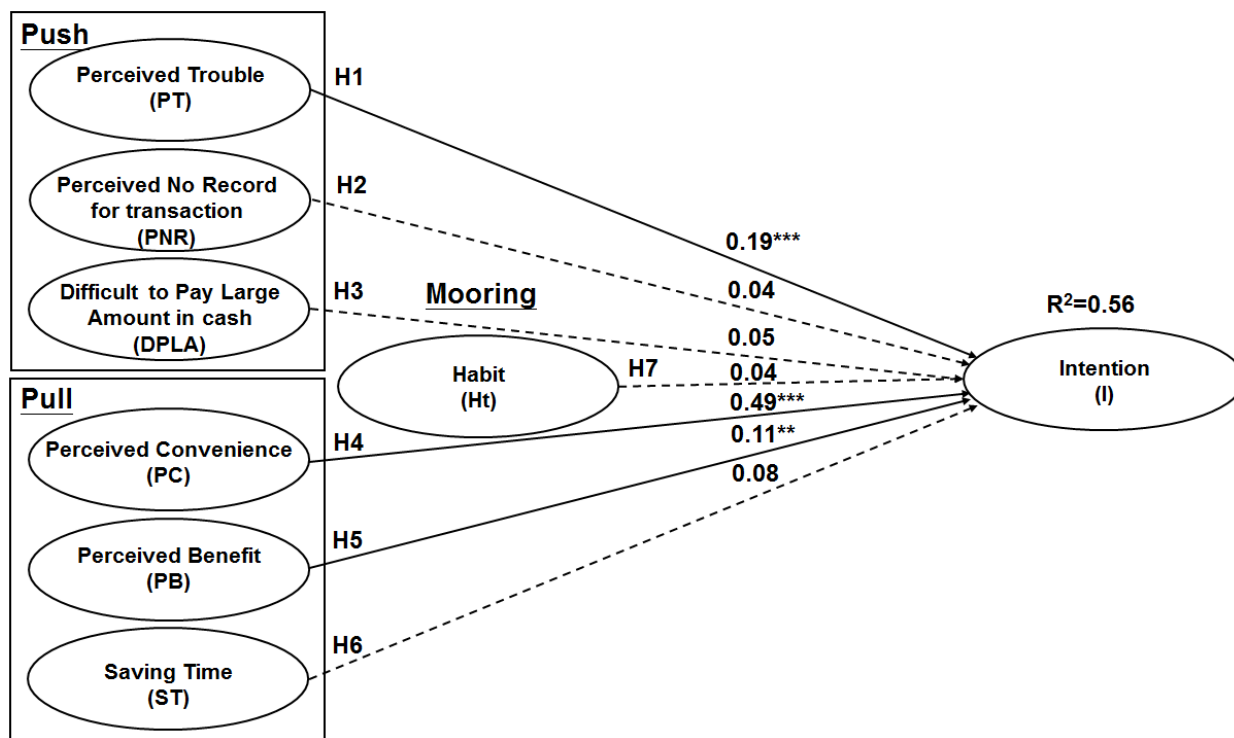 Push
Perceived Trouble
(PT)
H1
Perceived No Record
for transaction
(PNR)
H2
Difficult to Pay Large
Amount in cash
(DPLA)
H3
Mooring
Habit
(Ht)
H7
Pull
Perceived Convenience
(PC)
H4
Perceived Benefit
(PB)
H5
Saving Time
(ST)
H6
0.19***
0.04
0.05
0.04
0.49***
0.11**
0.08
R²=0.56
Intention
(I)